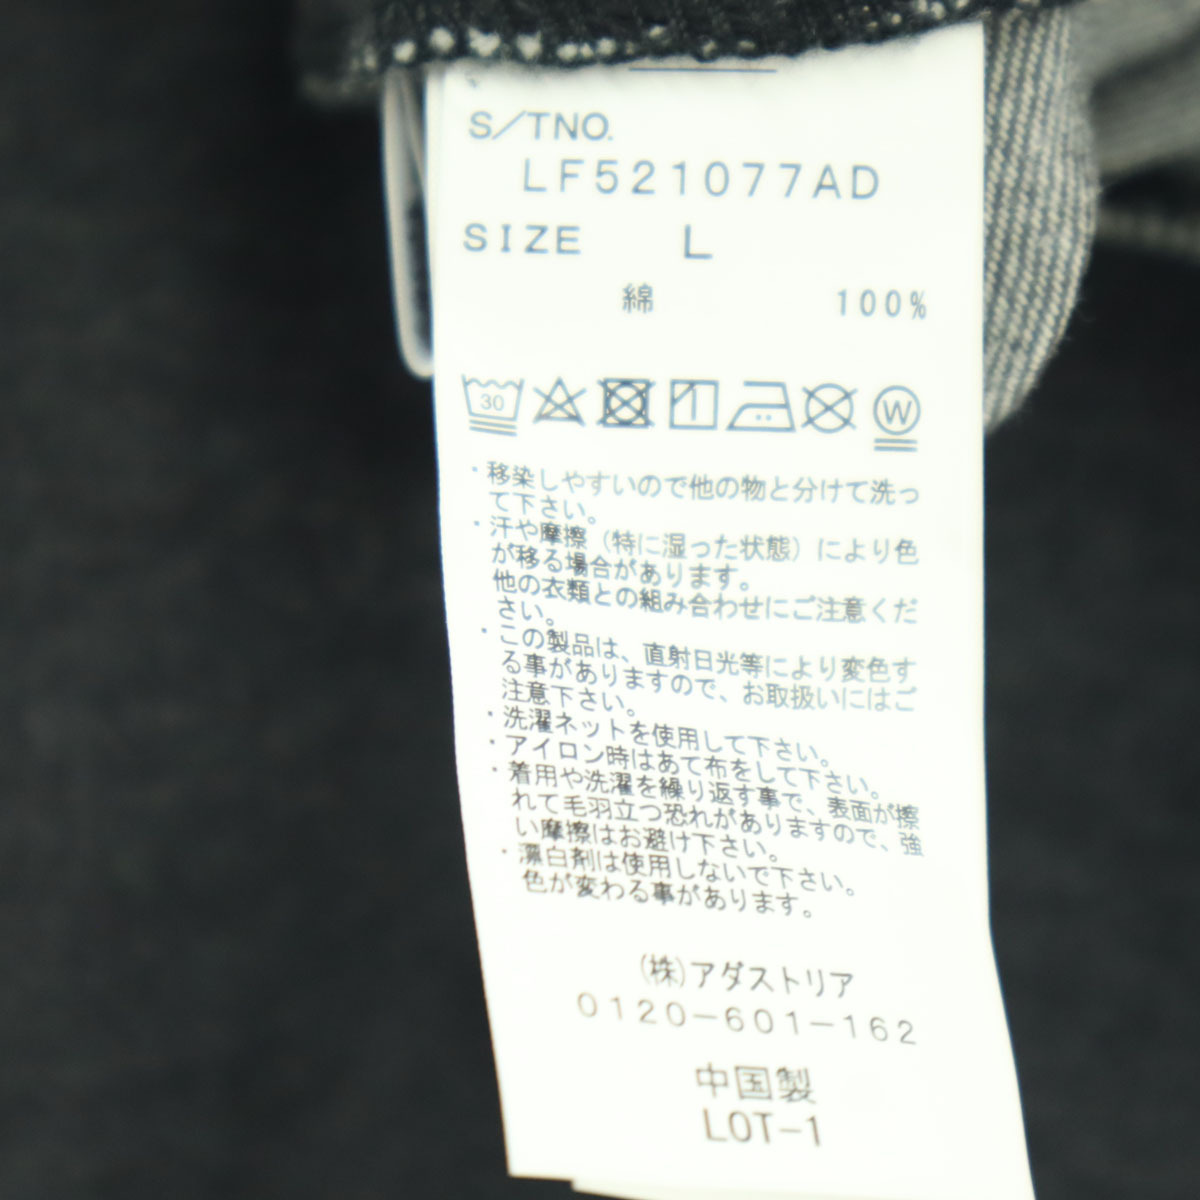 S/TNO.
LF521077AD
SIZE L
綿 100%
30 W
・移染しやすいので他の物と分けて洗っ
て下さい。
・汗や摩擦（特に湿った状態）により色
が移る場合があります。
他の衣類との組み合わせにご注意くだ
さい。
・この製品は、直射日光等により変色す
る事がありますので、お取扱いにはご
注意下さい。
・洗濯ネットを使用して下さい。
・アイロン時はあて布をして下さい。
・着用や洗濯を繰り返す事で、表面が擦
れて毛羽立つ恐れがありますので、強
い摩擦はお避け下さい。
・漂白剤は使用しないで下さい。
色が変わる事があります。
(株)アダストリア
0120-601-162
中国製
LOT-1